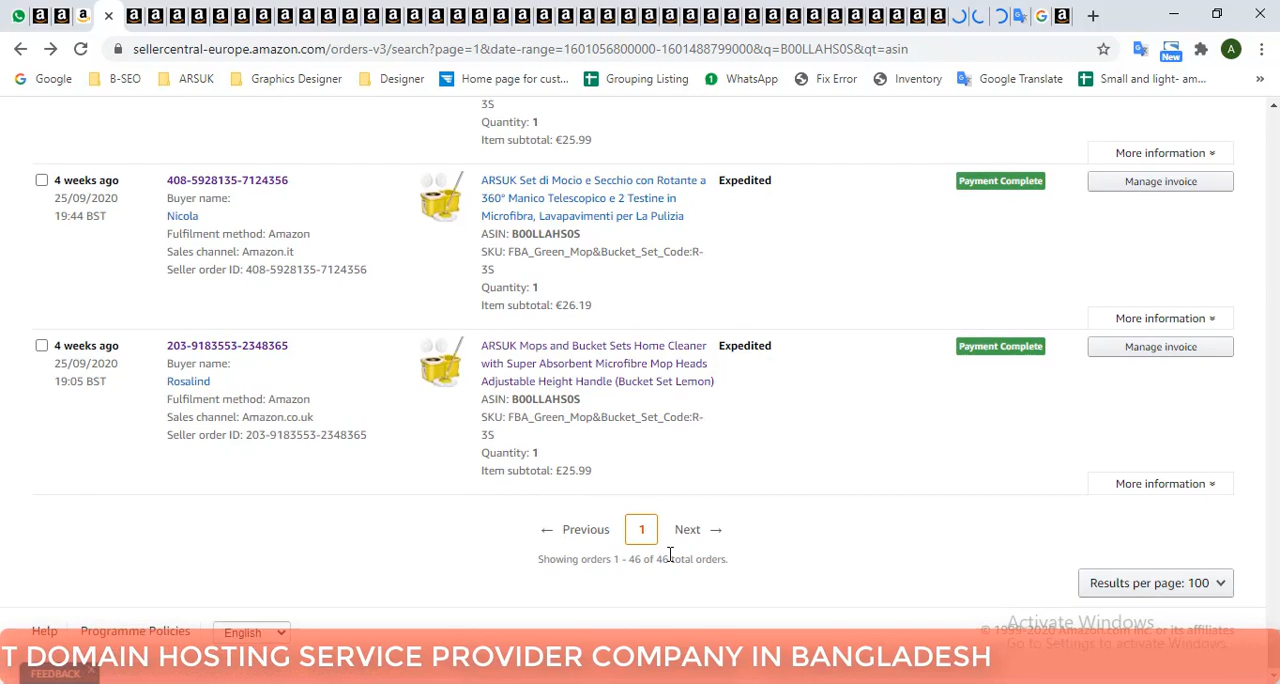 sellercentral-europe.amazon.com/orders-v3/search?page=1&date-range=1601056800000-1601488799000&q=B00LLAHS0S&qt=asin
A
New
Google
B-SEO
ARSUK
Graphics Designer
Designer
Home page for cust...
Grouping Listing
1
WhatsApp
Fix Error
Inventory
Google Translate
Small and light- am...
»
3S
Quantity: 1
Item subtotal: €25.99
More information
4 weeks ago
25/09/2020
19:44 BST
408-5928135-7124356
Buyer name:
Nicola
Fulfilment method: Amazon
Sales channel: Amazon.it
Seller order ID: 408-5928135-7124356
ARSUK Set di Mocio e Secchio con Rotante a
360° Manico Telescopico e 2 Testine in
Microfibra, Lavapavimenti per La Pulizia
ASIN: B00LLAHS0S
SKU: FBA_Green_Mop&Bucket_Set_Code:R-
3S
Quantity: 1
Item subtotal: €26.19
Expedited
Payment Complete
Manage invoice
More information
4 weeks ago
25/09/2020
19:05 BST
203-9183553-2348365
Buyer name:
Rosalind
Fulfilment method: Amazon
Sales channel: Amazon.co.uk
Seller order ID: 203-9183553-2348365
ARSUK Mops and Bucket Sets Home Cleaner
with Super Absorbent Microfibre Mop Heads
Adjustable Height Handle (Bucket Set Lemon)
ASIN: B00LLAHS0S
SKU: FBA_Green_Mop&Bucket_Set_Code:R-
3S
Quantity: 1
Item subtotal: £25.99
Expedited
Payment Complete
Manage invoice
More information
← Previous 1 Next →
Showing orders 1 - 46 of 46 total orders.
Results per page: 100
Help
Programme Policies
English
© 1999-2020 Amazon.com Inc. or its affiliates
Activate Windows
Go to Settings to activate Windows.
T DOMAIN HOSTING SERVICE PROVIDER COMPANY IN BANGLADESH
FEEDBACK